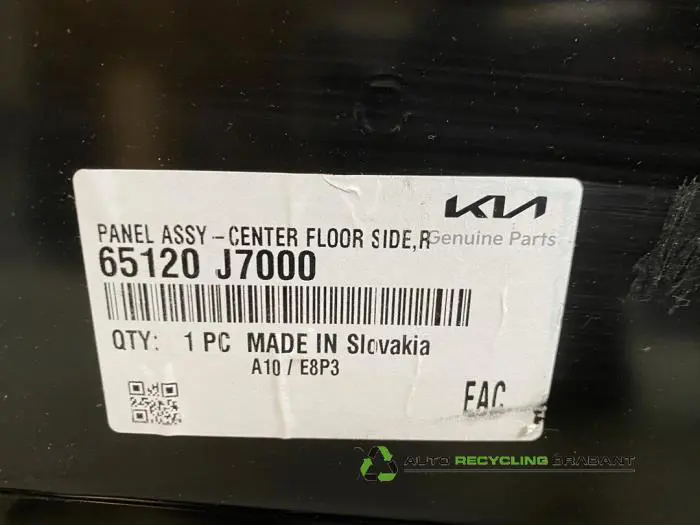 KIA
PANEL ASSY-CENTER FLOOR SIDE,R
Genuine Parts
65120 J7000
QTY: 1 PC MADE IN Slovakia
A10 / E8P3
EAC
AUTO RECYCLING BRABANT